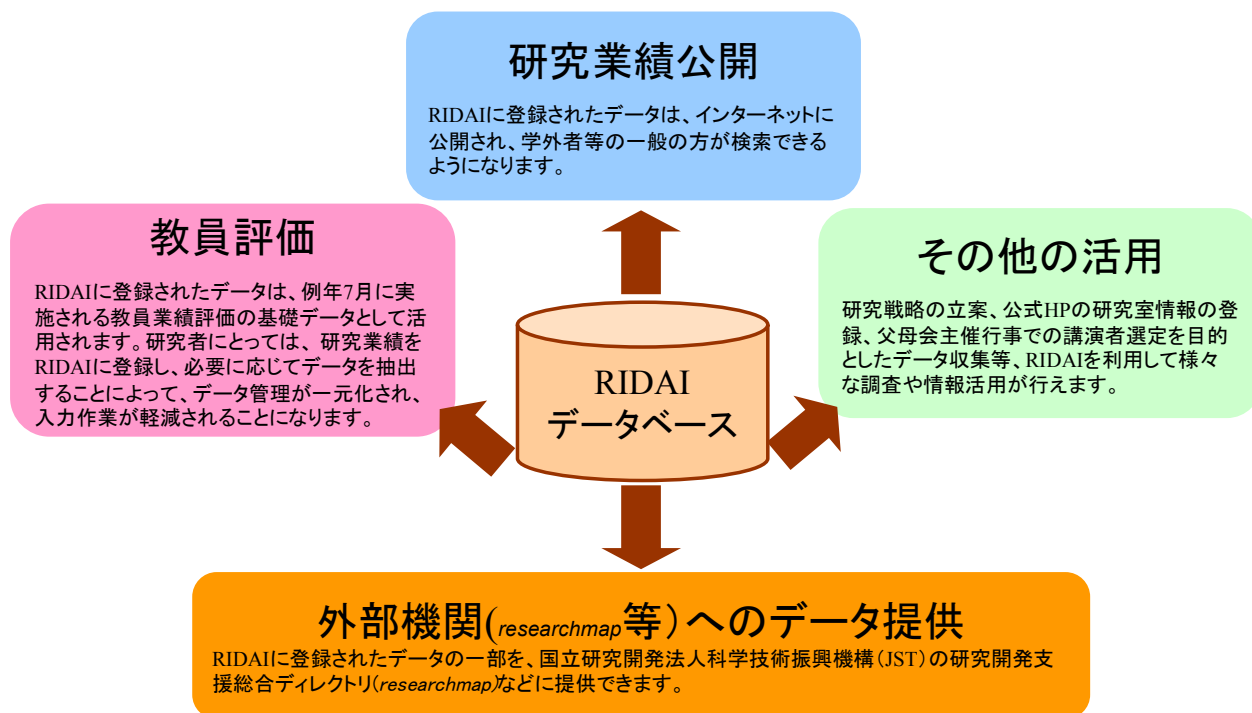 研究業績公開
RIDAIに登録されたデータは、インターネットに
公開され、学外者等の一般の方が検索できる
ようになります。
教員評価
RIDAIに登録されたデータは、例年7月に実
施される教員業績評価の基礎データとして活
用されます。研究者にとっては、研究業績を
RIDAIに登録し、必要に応じてデータを抽出
することによって、データ管理が一元化され、
入力作業が軽減されることになります。
その他の活用
研究戦略の立案、公式HPの研究室情報の登
録、父母会主催行事での講演者選定を目的
としたデータ収集等、RIDAIを利用して様々
な調査や情報活用が行えます。
RIDAI
データベース
外部機関(researchmap等)へのデータ提供
RIDAIに登録されたデータの一部を、国立研究開発法人科学技術振興機構(JST)の研究開発支
援総合ディレクトリ(researchmap)などに提供できます。